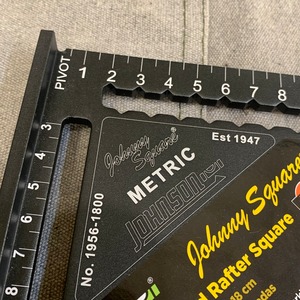 PIVOT
1 2 3 4 5 6 7 8
3
4
5
6
7
8
Johnny
Square
Est 1947
METRIC
JOHNSON
No. 1956-1800
Johnny Square
Rafter Square